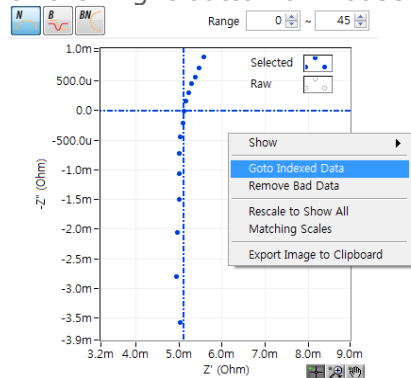 N B BN Range 0 ~ 45
1.0m
500.0u
0.0
-500.0u
-1.0m
-1.5m
-2.0m
-2.5m
-3.0m
-3.5m
-3.9m
-Z" (Ohm)
3.2m 4.0m 5.0m 6.0m 7.0m 8.0m 9.0m
Z' (Ohm)
Selected
Raw
Show
Goto Indexed Data
Remove Bad Data
Rescale to Show All
Matching Scales
Export Image to Clipboard